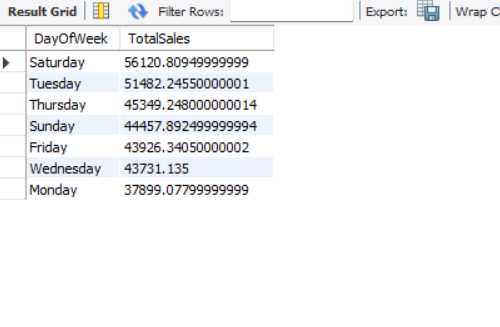 Result Grid Filter Rows: Export: Wrap C
DayOfWeek TotalSales
Saturday 56120.80949999999
Tuesday 51482.24550000001
Thursday 45349.248000000014
Sunday 44457.892499999994
Friday 43926.34050000002
Wednesday 43731.135
Monday 37899.07799999999